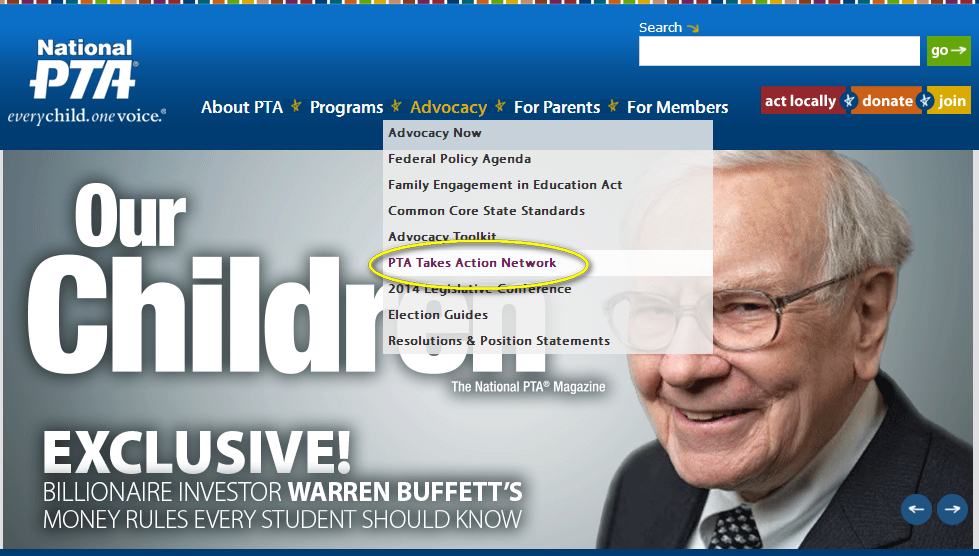 Search
go
National
PTA®
everychild.onevoice.®
About PTA Programs Advocacy For Parents For Members
act locally donate join
Advocacy Now
Federal Policy Agenda
Family Engagement in Education Act
Common Core State Standards
Advocacy Toolkit
PTA Takes Action Network
2014 Legislative Conference
Election Guides
Resolutions & Position Statements
Our
Children
The National PTA® Magazine
EXCLUSIVE!
BILLIONAIRE INVESTOR WARREN BUFFETT'S
MONEY RULES EVERY STUDENT SHOULD KNOW